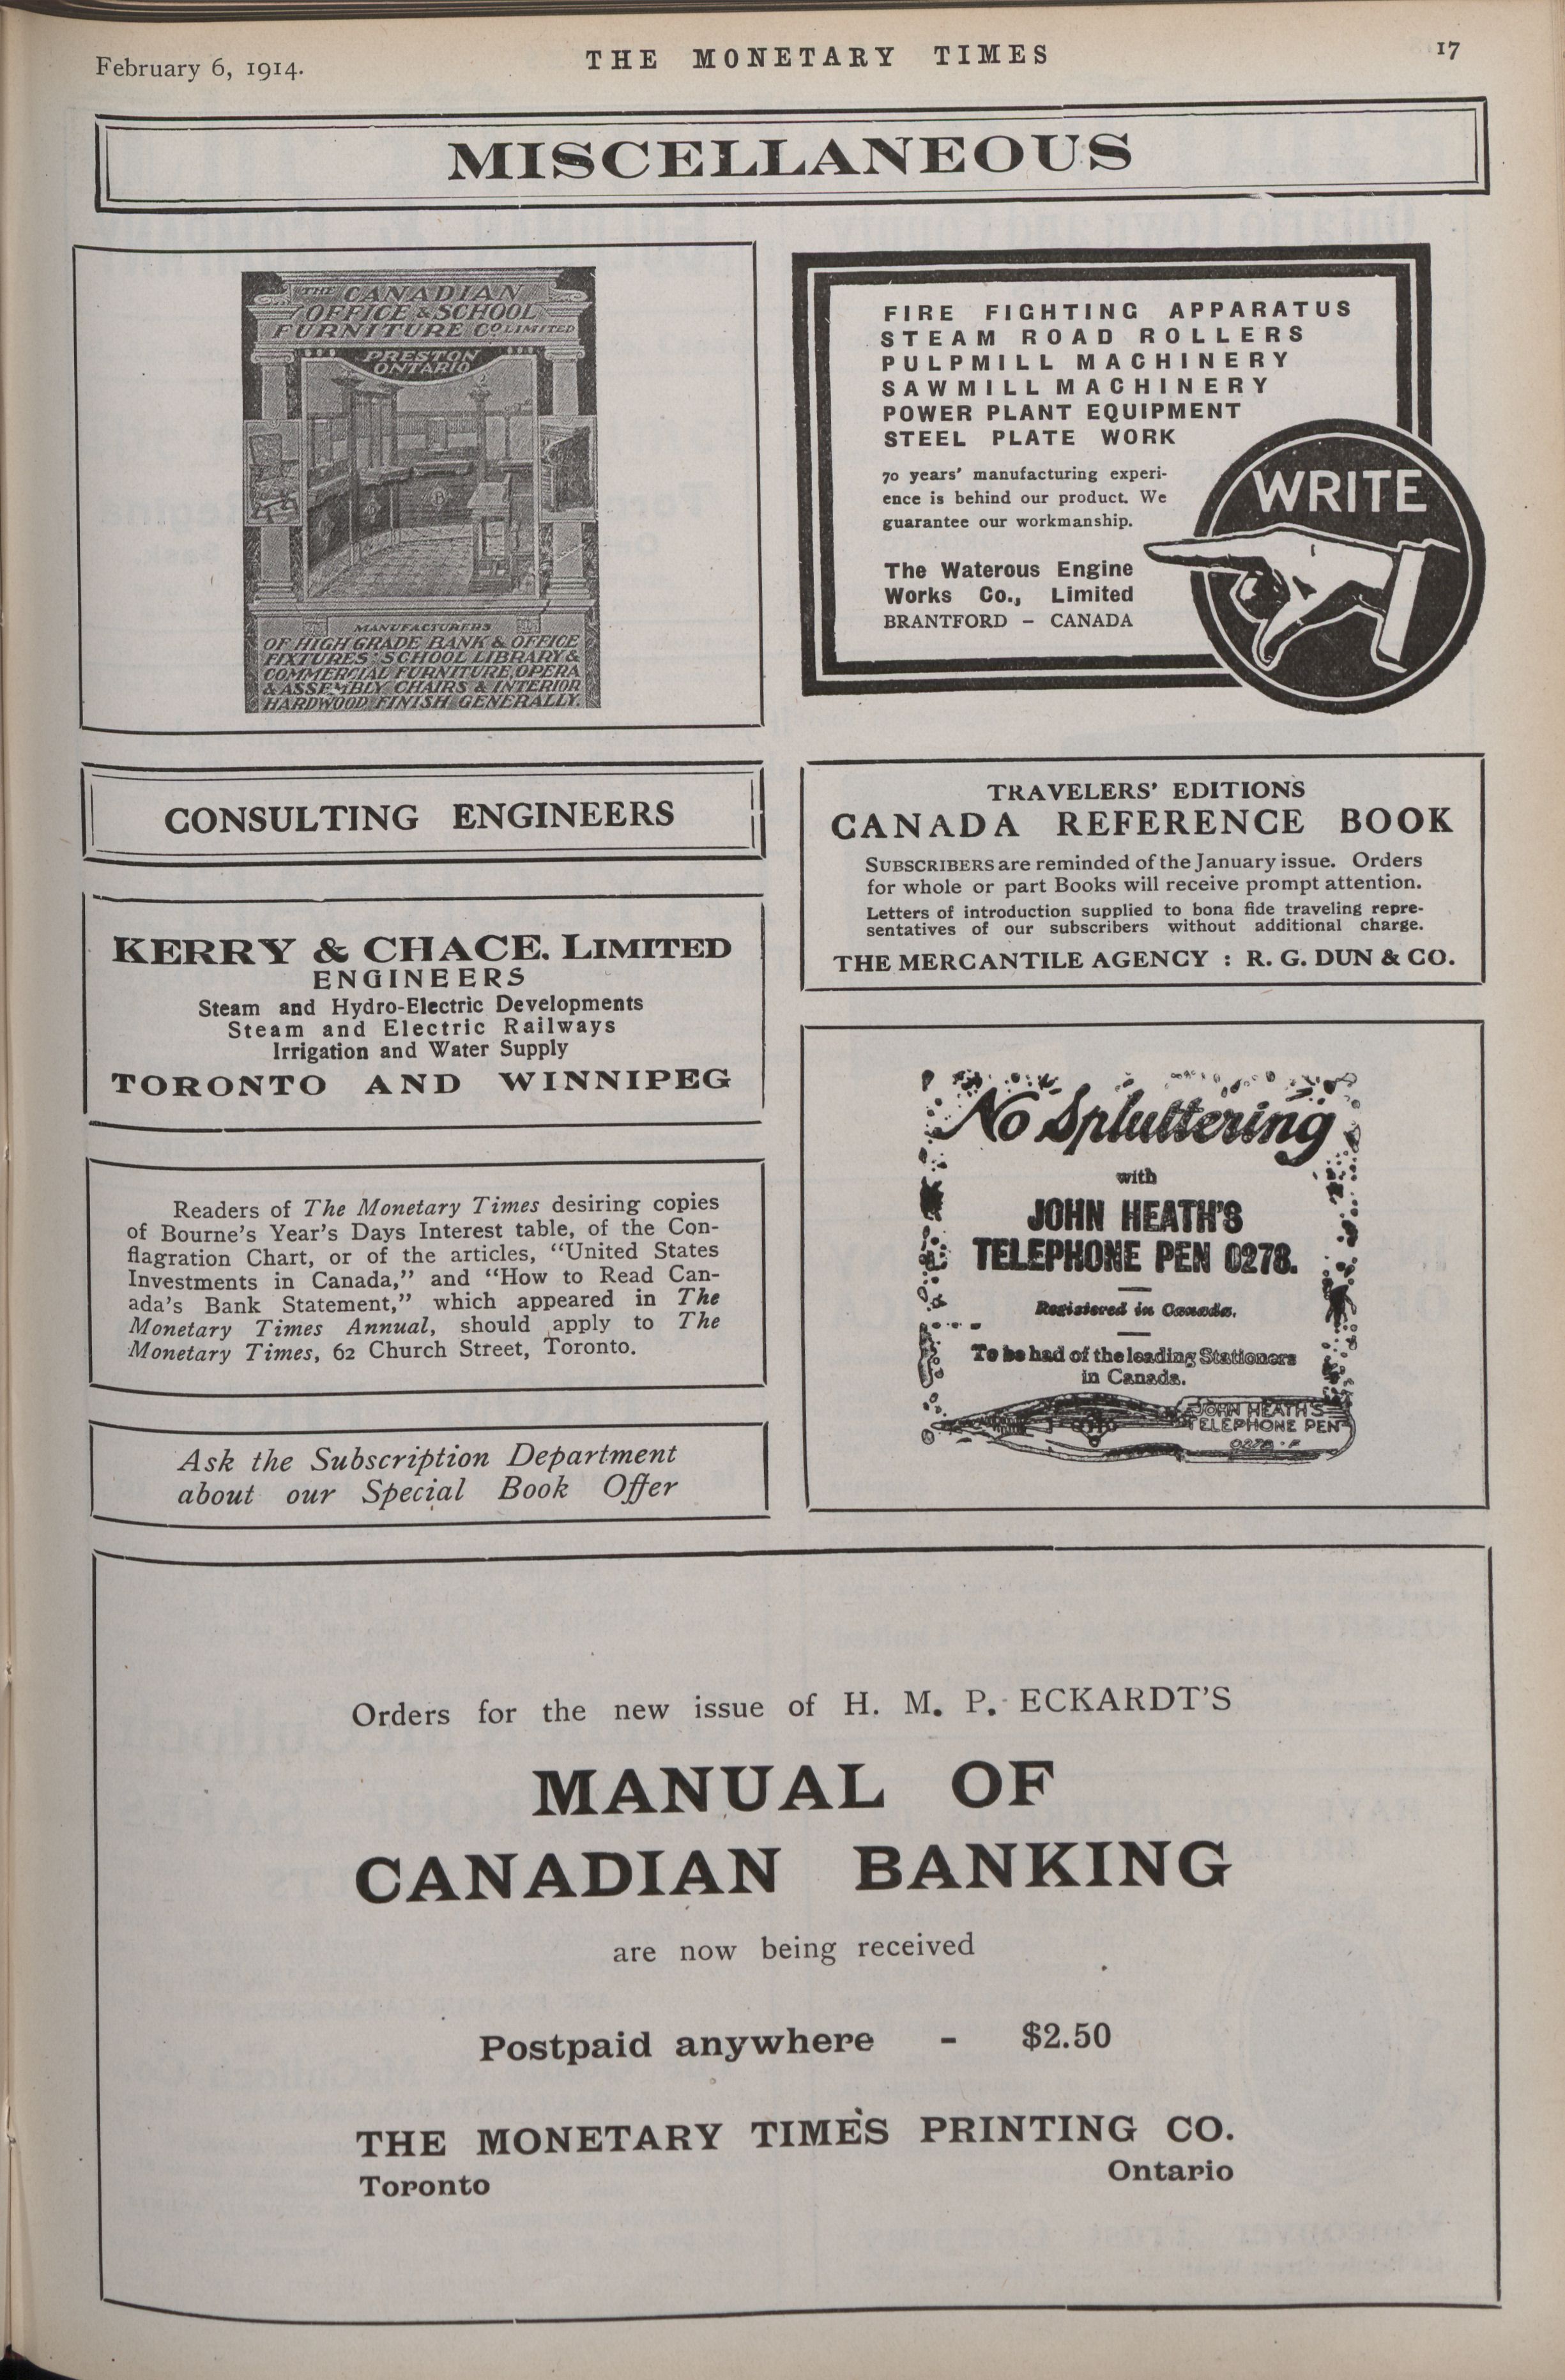 February 6, 1914.
THE MONETARY TIMES
17
MISCELLANEOUS
THE CANADIAN
OFFICE & SCHOOL
FURNITURE CO. LIMITED
PRESTON
ONTARIO
MANUFACTURERS
OF HIGH GRADE BANK & OFFICE
FIXTURES; SCHOOL LIBRARY &
COMMERCIAL FURNITURE, OPERA
& ASSEMBLY CHAIRS & INTERIOR
HARDWOOD FINISH GENERALLY.
FIRE FIGHTING APPARATUS
STEAM ROAD ROLLERS
PULPMILL MACHINERY
SAWMILL MACHINERY
POWER PLANT EQUIPMENT
STEEL PLATE WORK
70 years' manufacturing experi-
ence is behind our product. We
guarantee our workmanship.
The Waterous Engine
Works Co., Limited
BRANTFORD - CANADA
WRITE
CONSULTING ENGINEERS
KERRY & CHACE. LIMITED
ENGINEERS
Steam and Hydro-Electric Developments
Steam and Electric Railways
Irrigation and Water Supply
TORONTO AND WINNIPEG
Readers of The Monetary Times desiring copies
of Bourne's Year's Days Interest table, of the Con-
flagration Chart, or of the articles, "United States
Investments in Canada," and "How to Read Can-
ada's Bank Statement," which appeared in The
Monetary Times Annual, should apply to The
Monetary Times, 62 Church Street, Toronto.
Ask the Subscription Department
about our Special Book Offer
TRAVELERS' EDITIONS
CANADA REFERENCE BOOK
SUBSCRIBERS are reminded of the January issue. Orders
for whole or part Books will receive prompt attention.
Letters of introduction supplied to bona fide traveling repre-
sentatives of our subscribers without additional charge.
THE MERCANTILE AGENCY : R. G. DUN & CO.
No Spluttering
with
JOHN HEATH'S
TELEPHONE PEN 0278.
Registered in Canada.
To be had of the leading Stationers
in Canada.
JOHN HEATH'S
TELEPHONE PEN
0278 · F
Orders for the new issue of H. M. P. ECKARDT'S
MANUAL OF
CANADIAN BANKING
are now being received
Postpaid anywhere - $2.50
THE MONETARY TIMES PRINTING CO.
Toronto Ontario